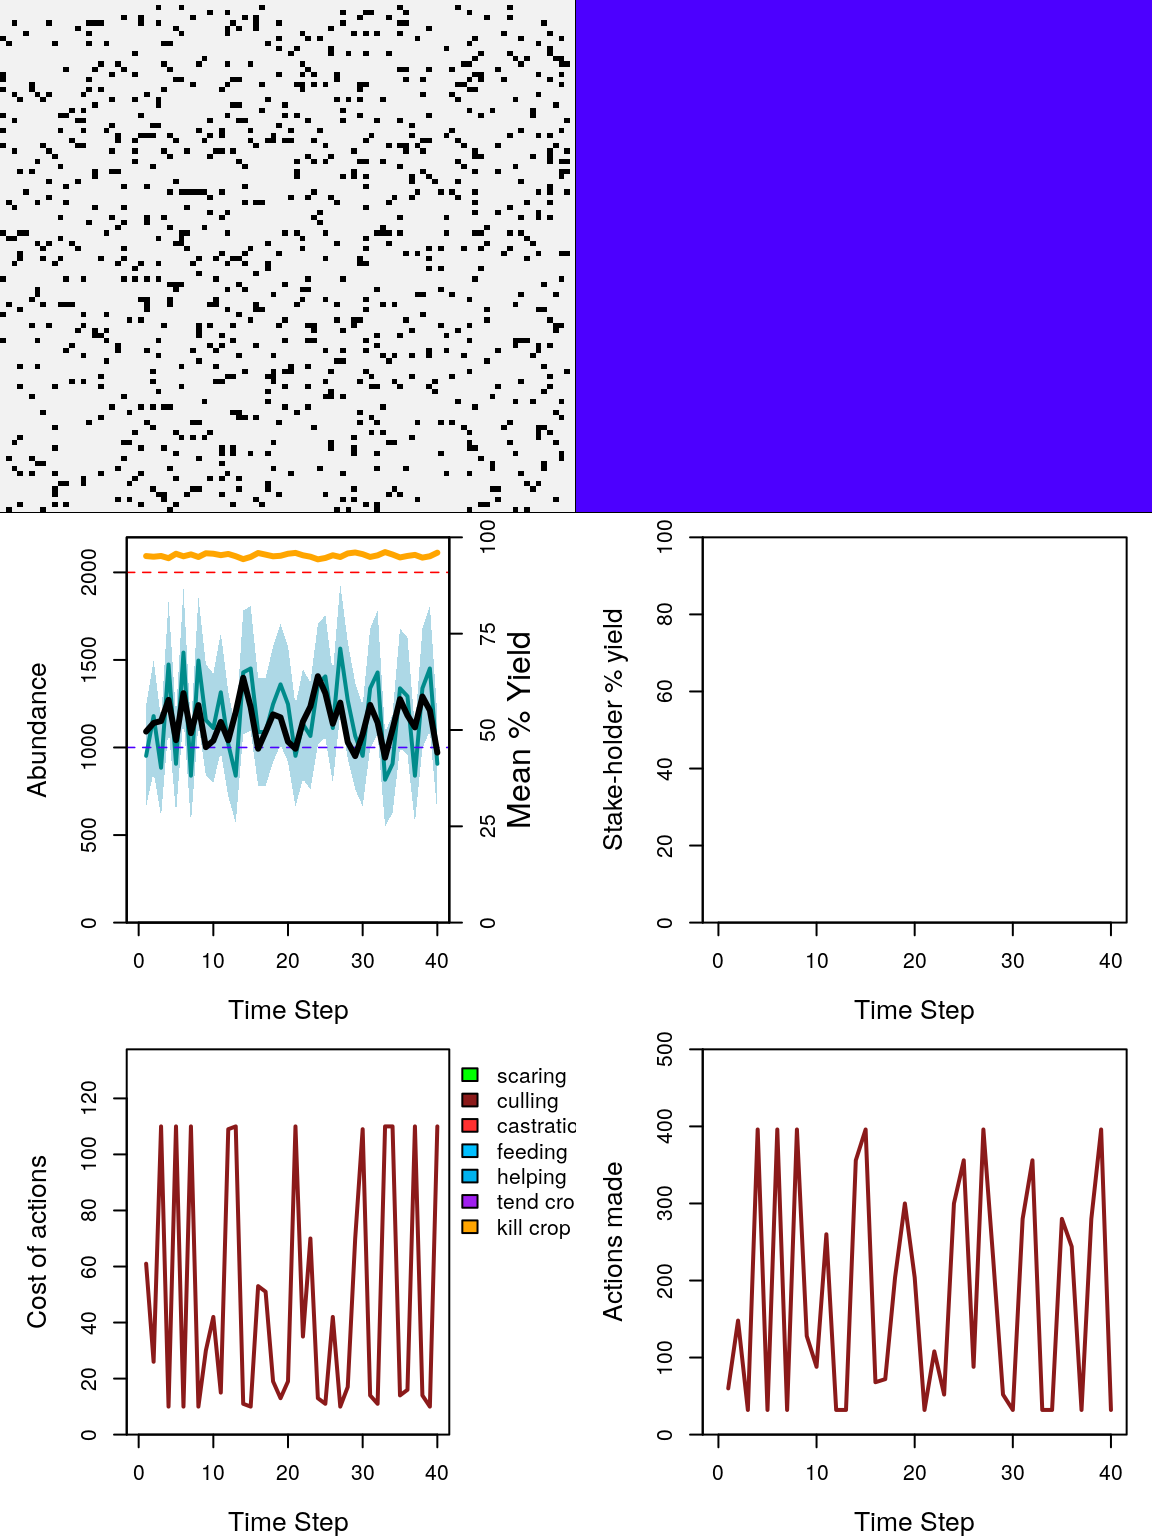 Abundance
0 500 1000 1500 2000
Mean % Yield
0 25 50 75 100
0 10 20 30 40
Time Step
Stake-holder % yield
0 20 40 60 80 100
0 10 20 30 40
Time Step
Cost of actions
0 20 40 60 80 100 120
0 10 20 30 40
Time Step
scaring
culling
castratio
feeding
helping
tend cro
kill crop
Actions made
0 100 200 300 400 500
0 10 20 30 40
Time Step